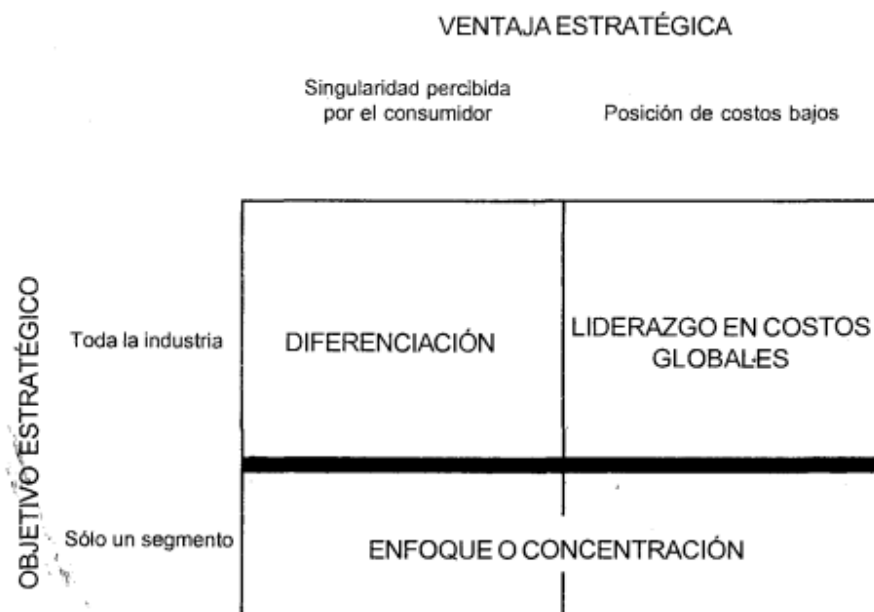 VENTAJA ESTRATÉGICA
Singularidad percibida
por el consumidor
Posición de costos bajos
OBJETIVO ESTRATÉGICO
Toda la industria
DIFERENCIACIÓN
LIDERAZGO EN COSTOS
GLOBALES
Sólo un segmento
ENFOQUE O CONCENTRACIÓN